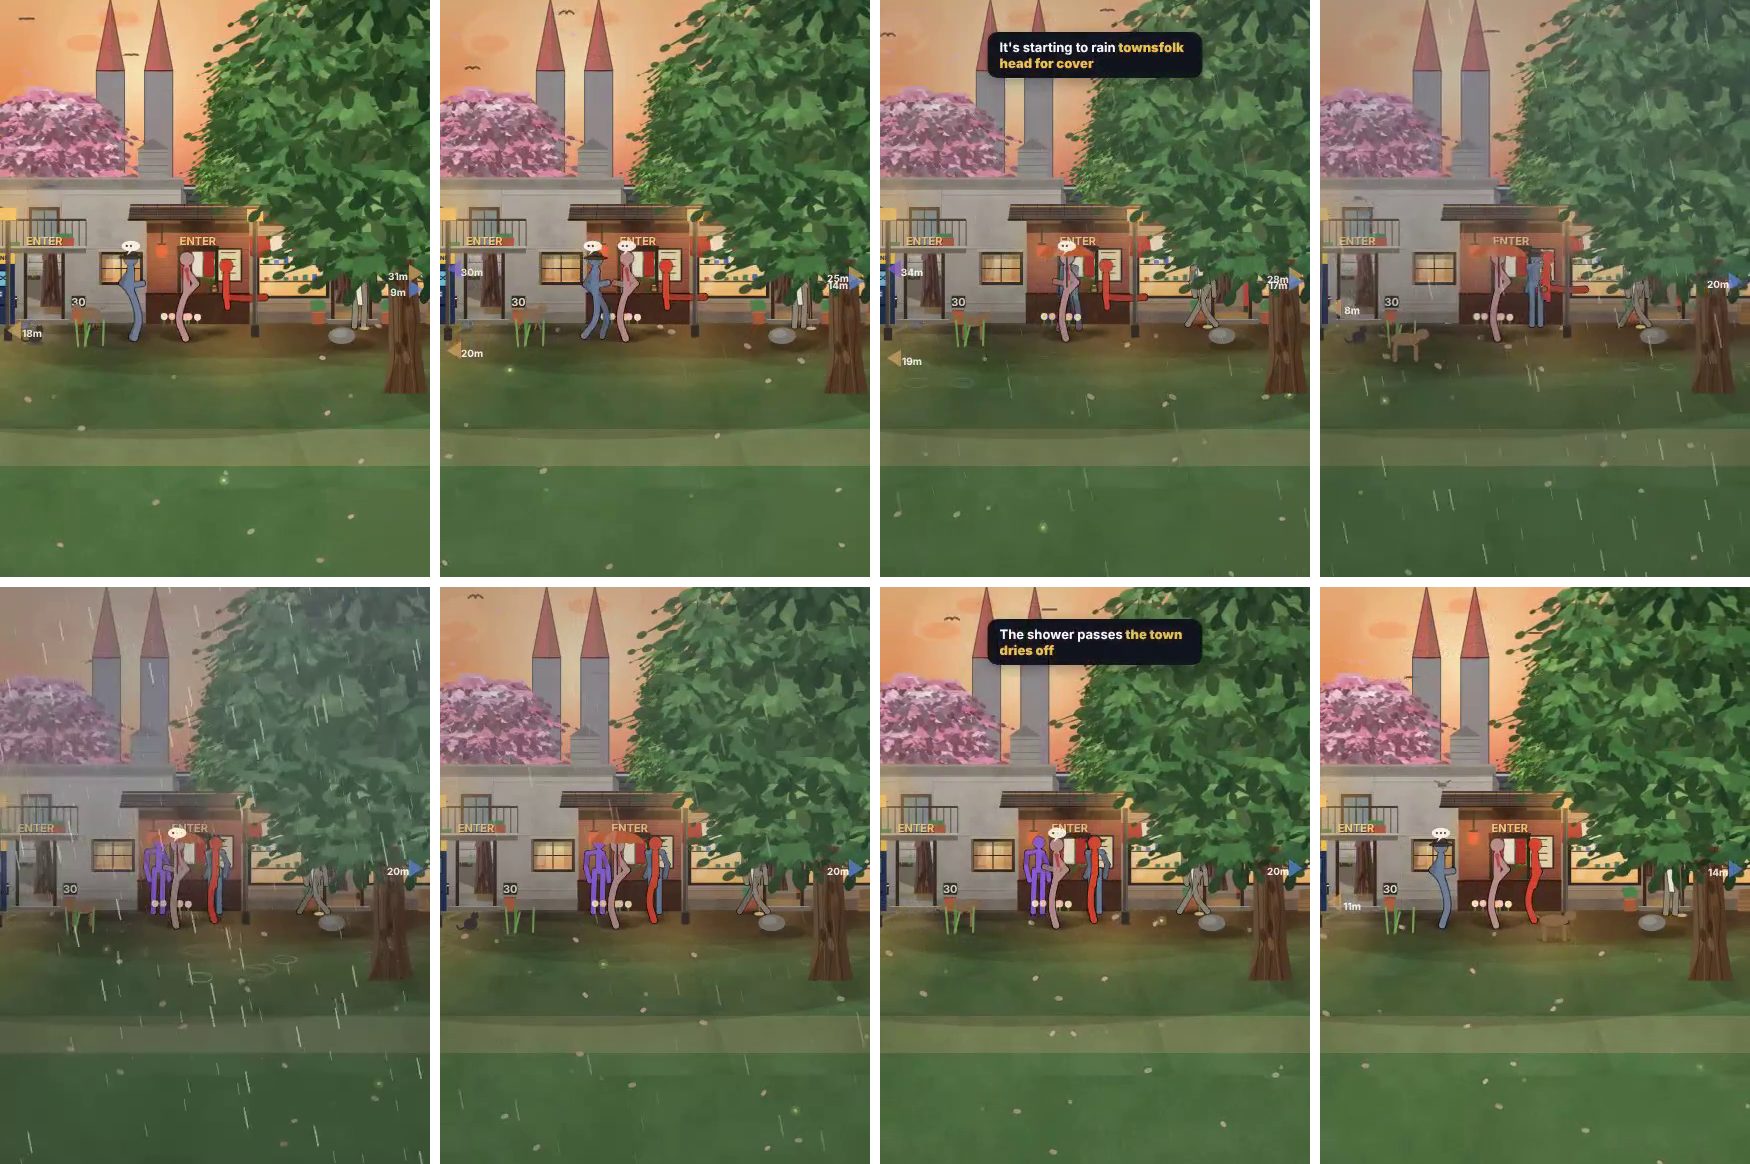 ENTER
ENTER
31m
9m
30
18m
ENTER
ENTER
30m
25m
14m
30
20m
It's starting to rain townsfolk
head for cover
ENTER
ENTER
34m
28m
17m
30
19m
ENTER
ENTER
20m
30
8m
ENTER
ENTER
20m
30
ENTER
ENTER
20m
30
The shower passes the town
dries off
ENTER
ENTER
20m
30
ENTER
ENTER
14m
30
11m